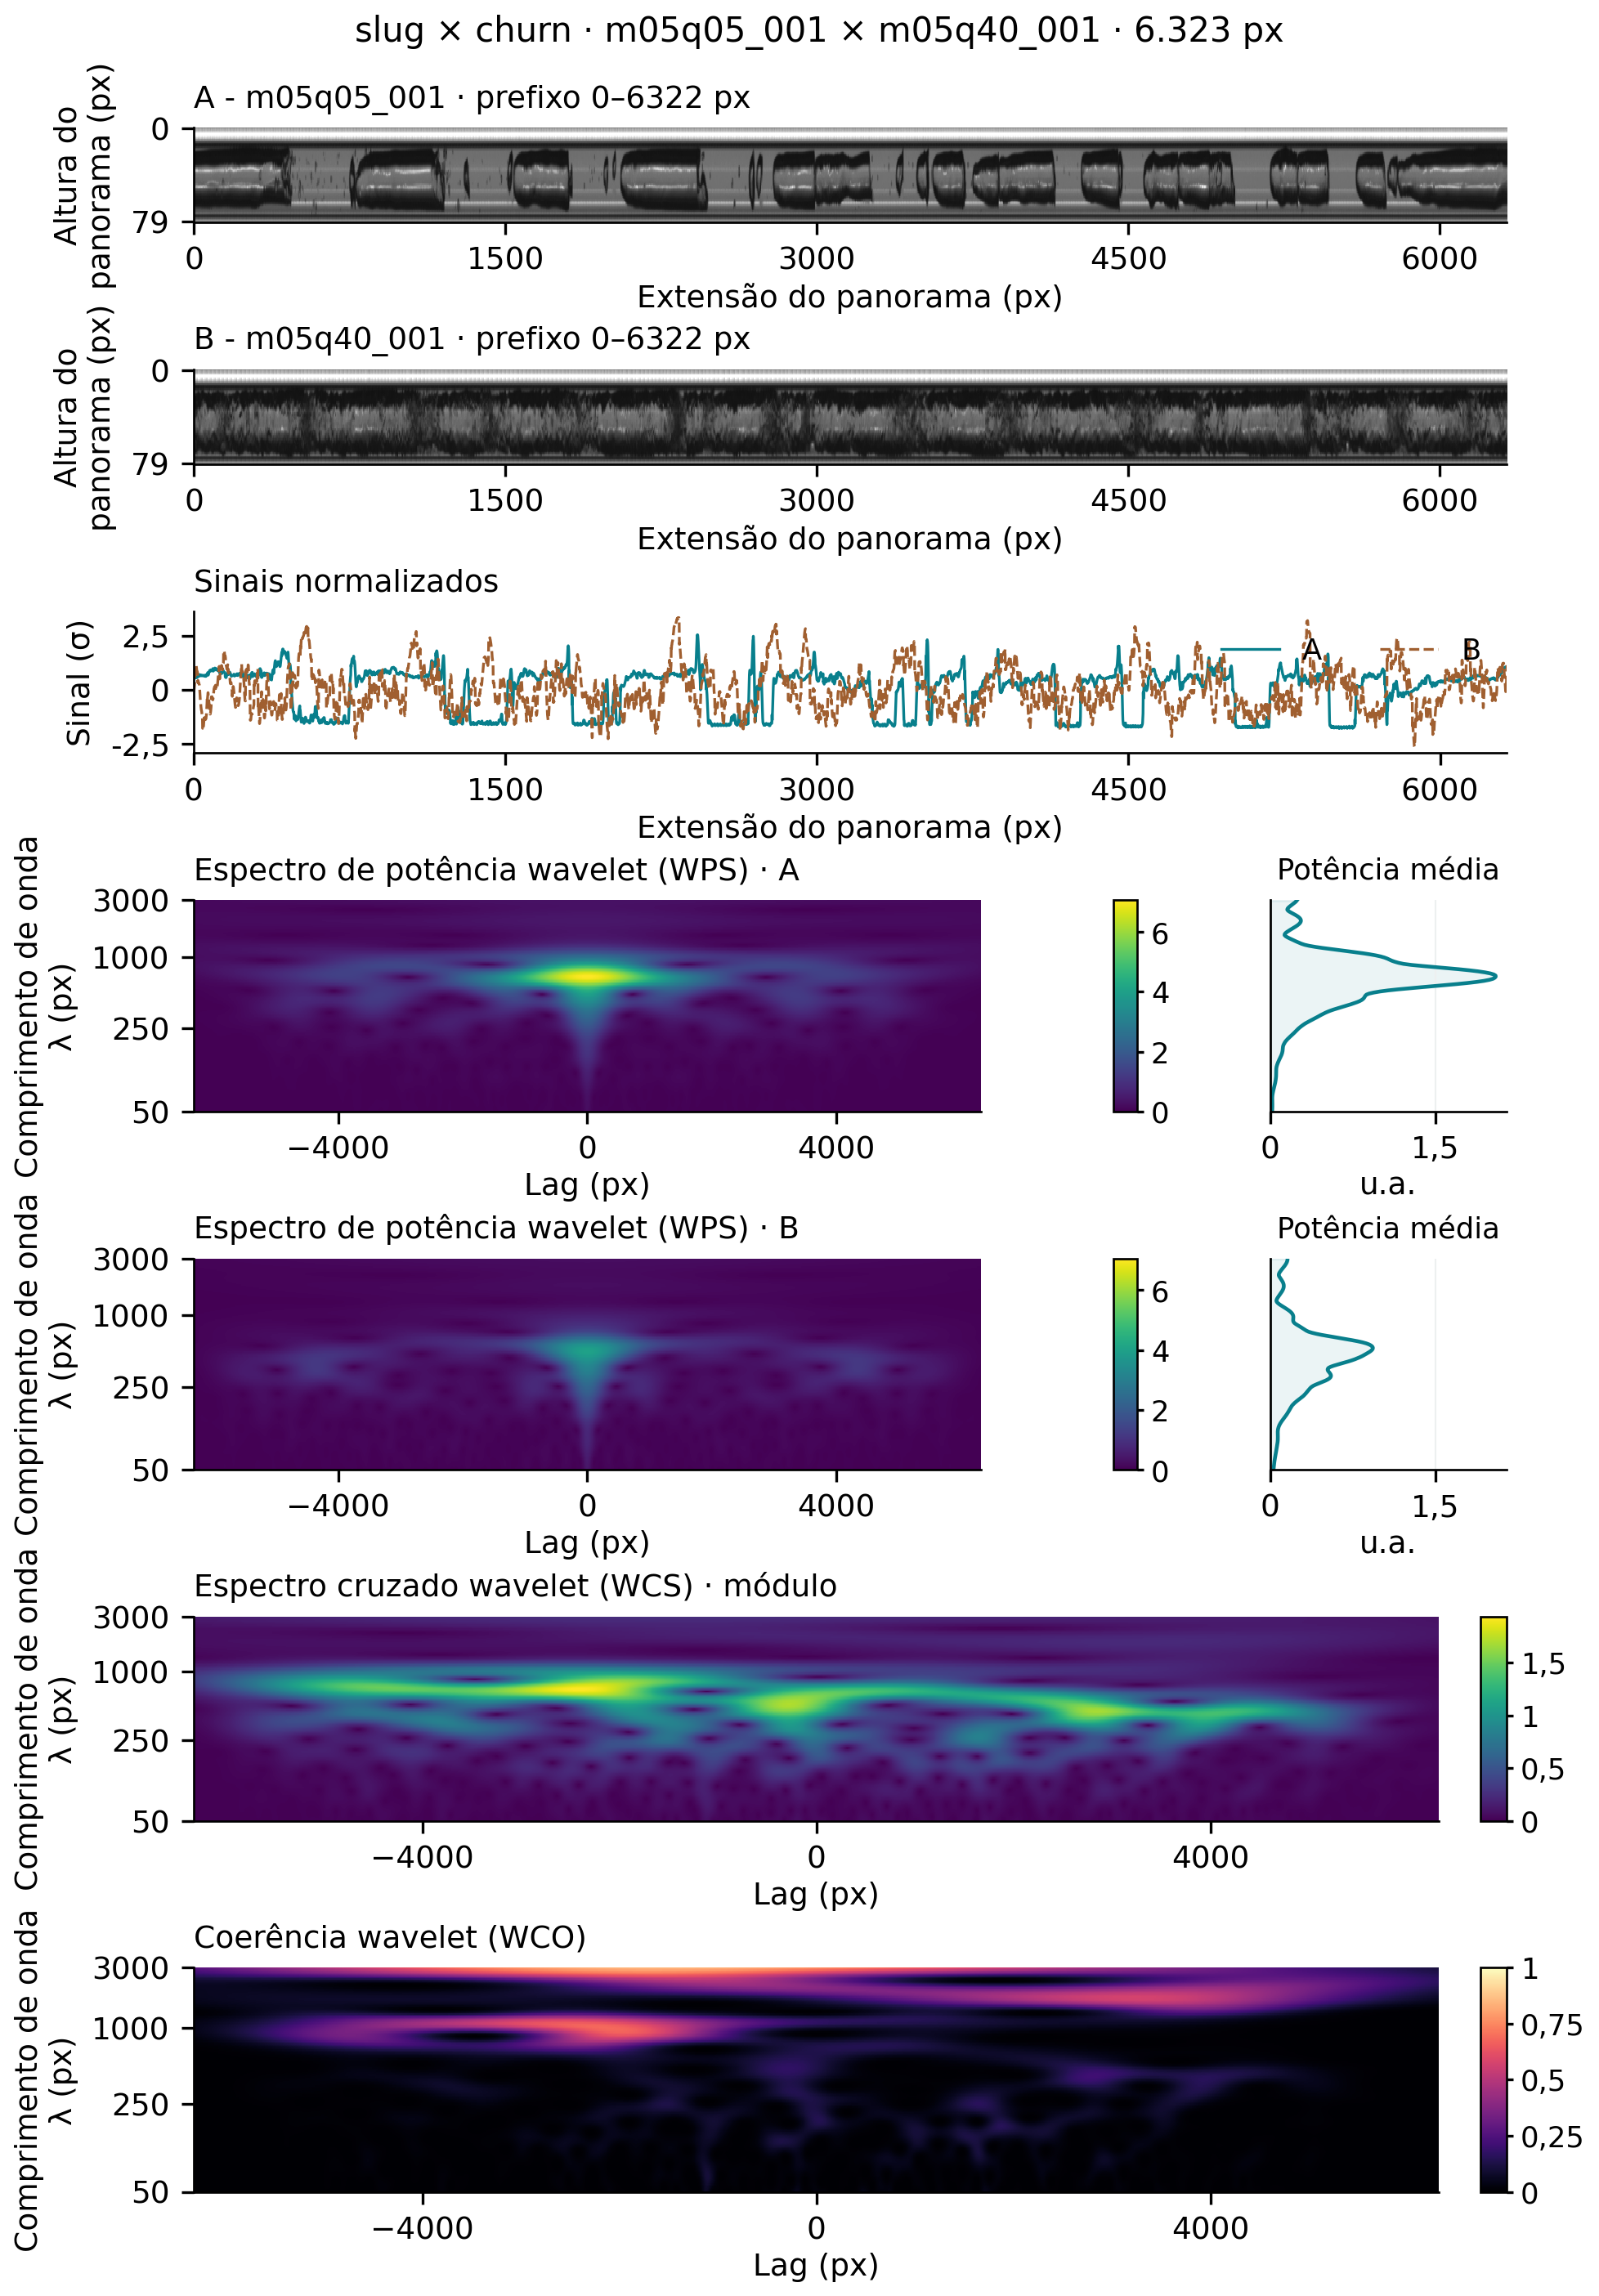 slug × churn · m05q05_001 × m05q40_001 · 6.323 px
A - m05q05_001 · prefixo 0–6322 px
Altura do
panorama (px)
0
79
0 1500 3000 4500 6000
Extensão do panorama (px)
B - m05q40_001 · prefixo 0–6322 px
Altura do
panorama (px)
0
79
0 1500 3000 4500 6000
Extensão do panorama (px)
Sinais normalizados
Sinal (σ)
2,5
0
-2,5
A B
0 1500 3000 4500 6000
Extensão do panorama (px)
Espectro de potência wavelet (WPS) · A
Comprimento de onda
λ (px)
3000
1000
250
50
−4000 0 4000
Lag (px)
6
4
2
0
Potência média
0 1,5
u.a.
Espectro de potência wavelet (WPS) · B
Comprimento de onda
λ (px)
3000
1000
250
50
−4000 0 4000
Lag (px)
6
4
2
0
Potência média
0 1,5
u.a.
Espectro cruzado wavelet (WCS) · módulo
Comprimento de onda
λ (px)
3000
1000
250
50
−4000 0 4000
Lag (px)
1,5
1
0,5
0
Coerência wavelet (WCO)
Comprimento de onda
λ (px)
3000
1000
250
50
−4000 0 4000
Lag (px)
1
0,75
0,5
0,25
0